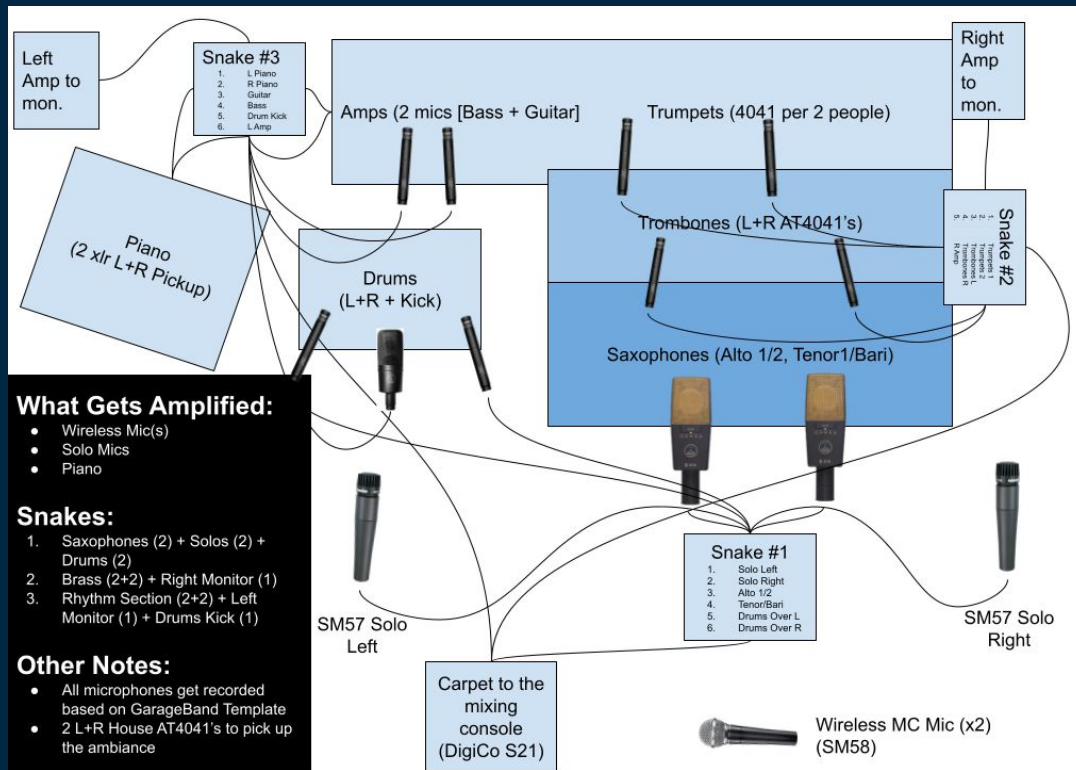 Left
Amp to
mon.
Snake #3
1. L Piano
2. R Piano
3. Guitar
4. Bass
5. Drum Kick
6. L Amp
Amps (2 mics [Bass + Guitar]
Trumpets (4041 per 2 people)
Right
Amp
to
mon.
Piano
(2 xlr L+R Pickup)
Drums
(L+R + Kick)
Trombones (L+R AT4041's)
Snake #2
1. Trumpets 1
2. Trumpets 2
3. Trombones L
4. Trombones R
5. R Amp
Saxophones (Alto 1/2, Tenor1/Bari)
What Gets Amplified:
● Wireless Mic(s)
● Solo Mics
● Piano
Snakes:
1. Saxophones (2) + Solos (2) +
Drums (2)
2. Brass (2+2) + Right Monitor (1)
3. Rhythm Section (2+2) + Left
Monitor (1) + Drums Kick (1)
Other Notes:
● All microphones get recorded
based on GarageBand Template
● 2 L+R House AT4041's to pick up
the ambiance
SM57 Solo
Left
Snake #1
1. Solo Left
2. Solo Right
3. Alto 1/2
4. Tenor/Bari
5. Drums Over L
6. Drums Over R
SM57 Solo
Right
Carpet to the
mixing
console
(DigiCo S21)
Wireless MC Mic (x2)
(SM58)